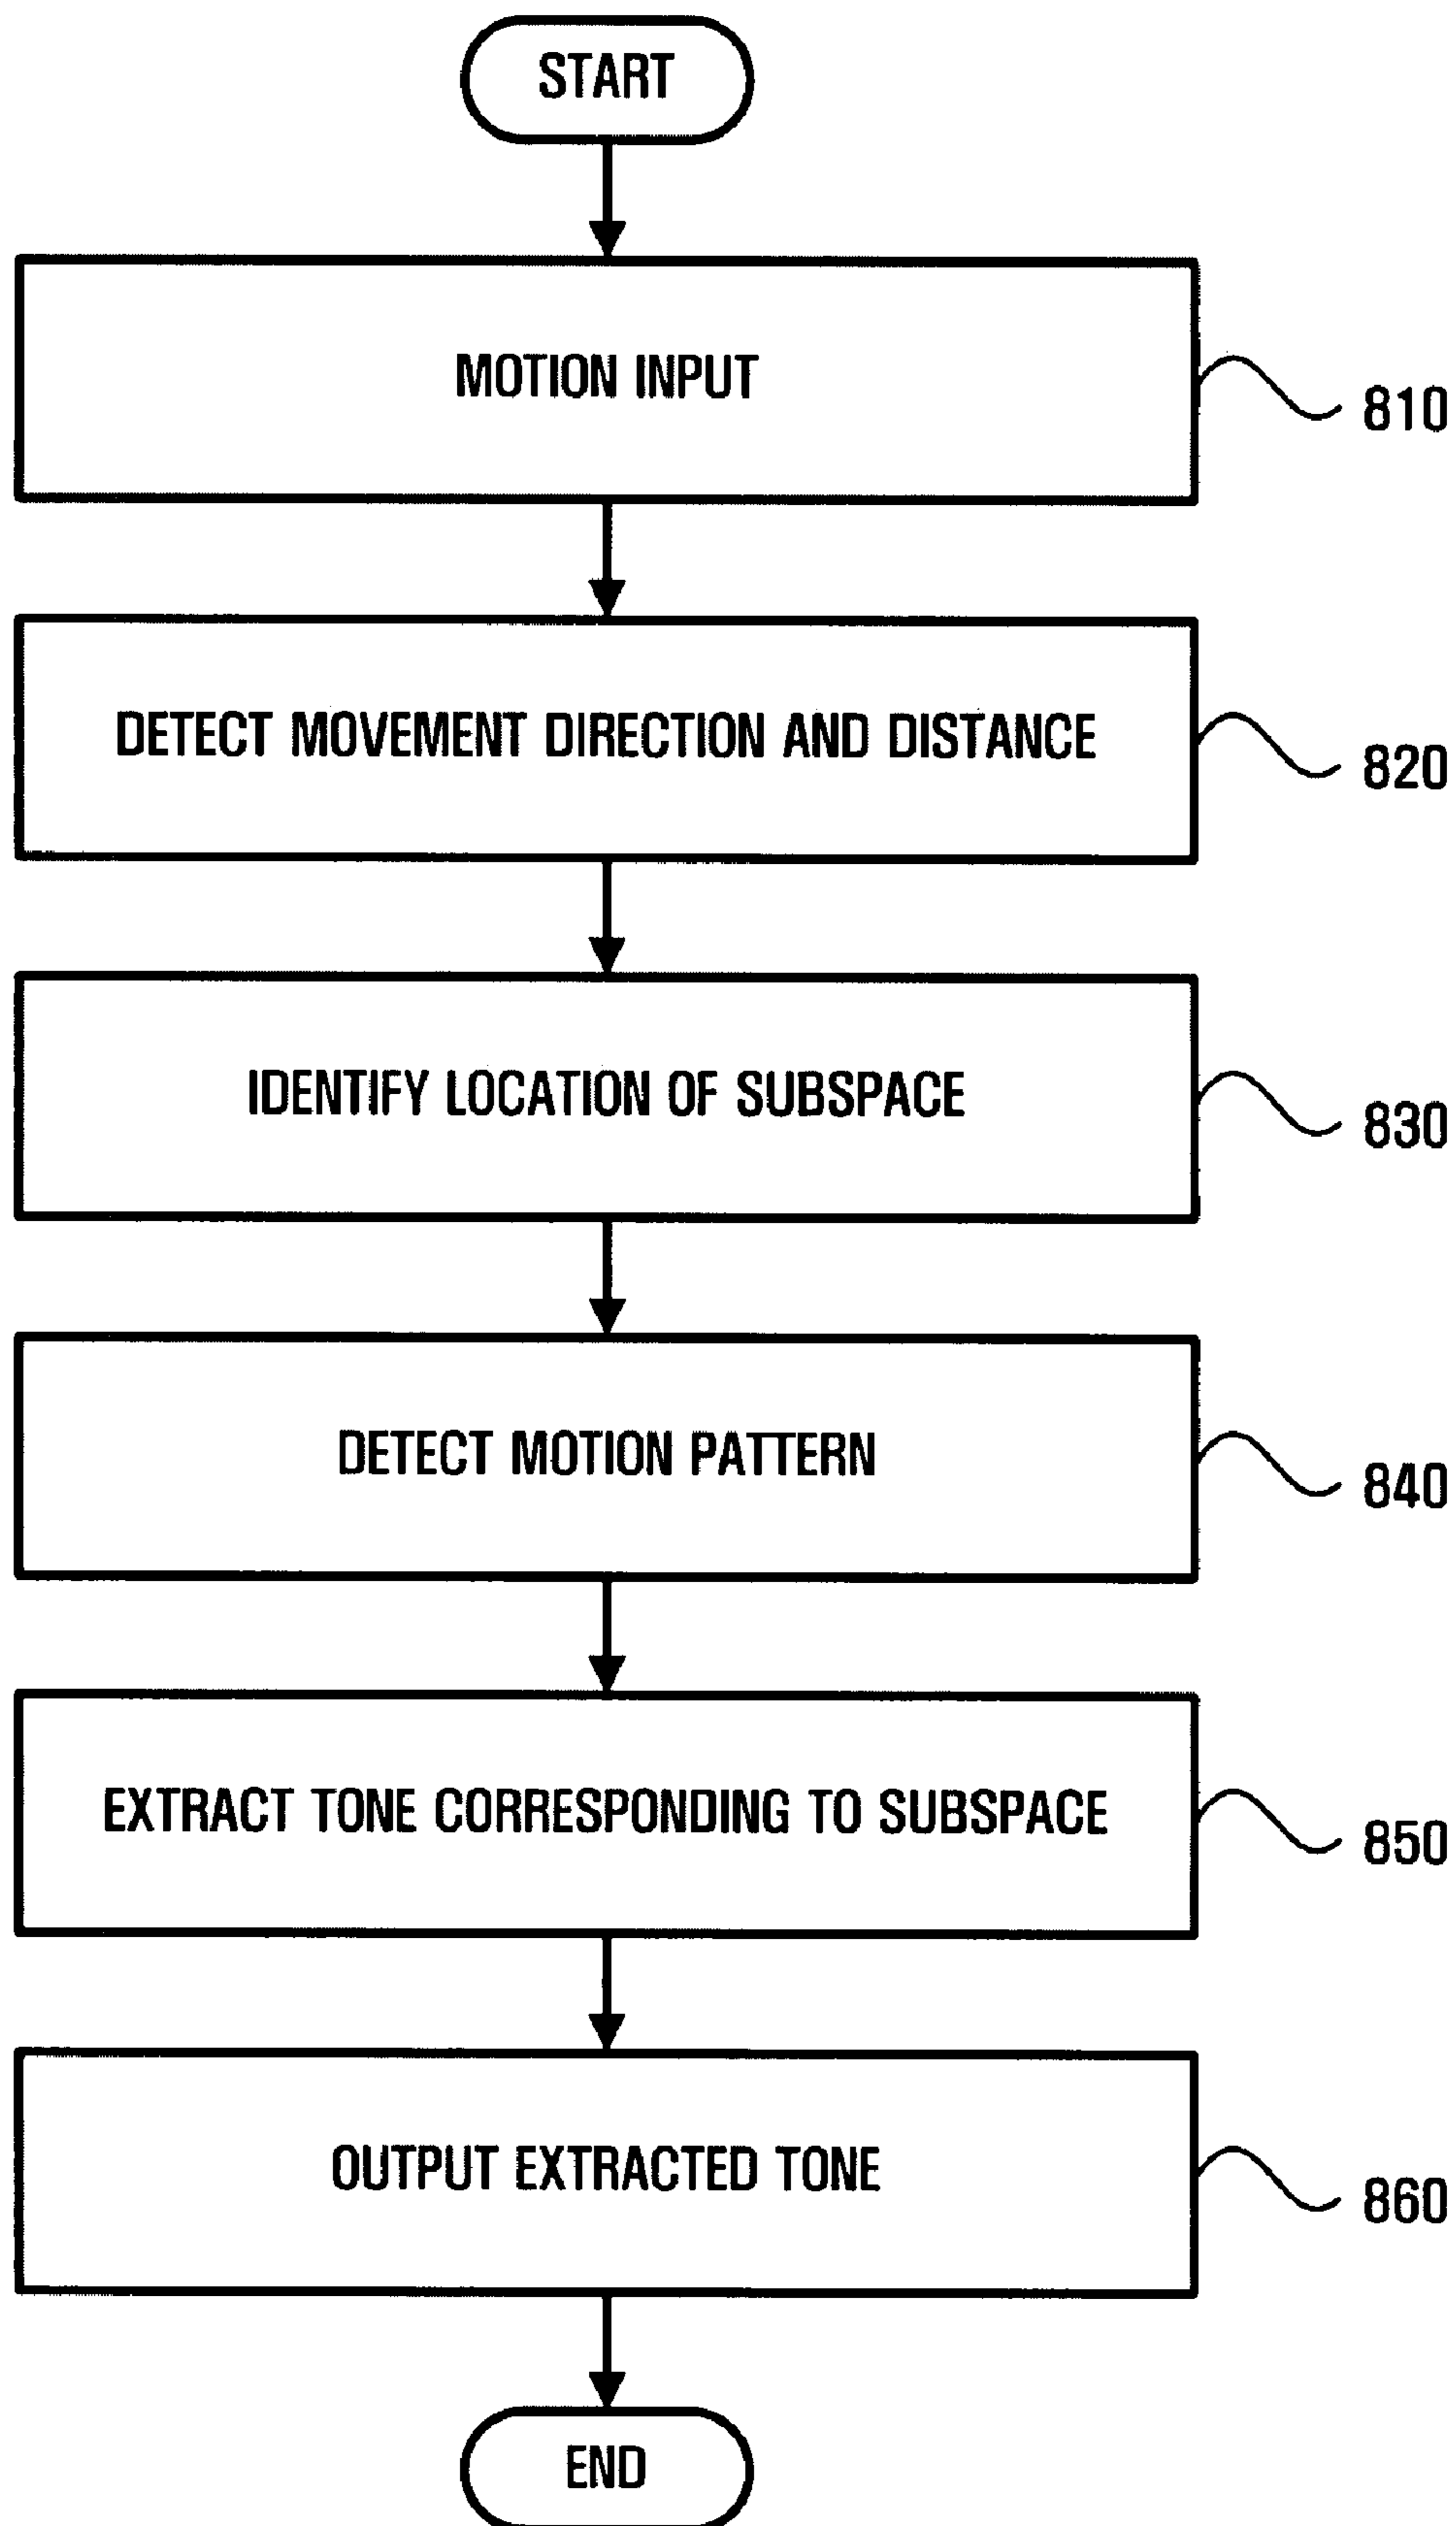 START
MOTION INPUT
810
DETECT MOVEMENT DIRECTION AND DISTANCE
820
IDENTIFY LOCATION OF SUBSPACE
830
DETECT MOTION PATTERN
840
EXTRACT TONE CORRESPONDING TO SUBSPACE
850
OUTPUT EXTRACTED TONE
860
END